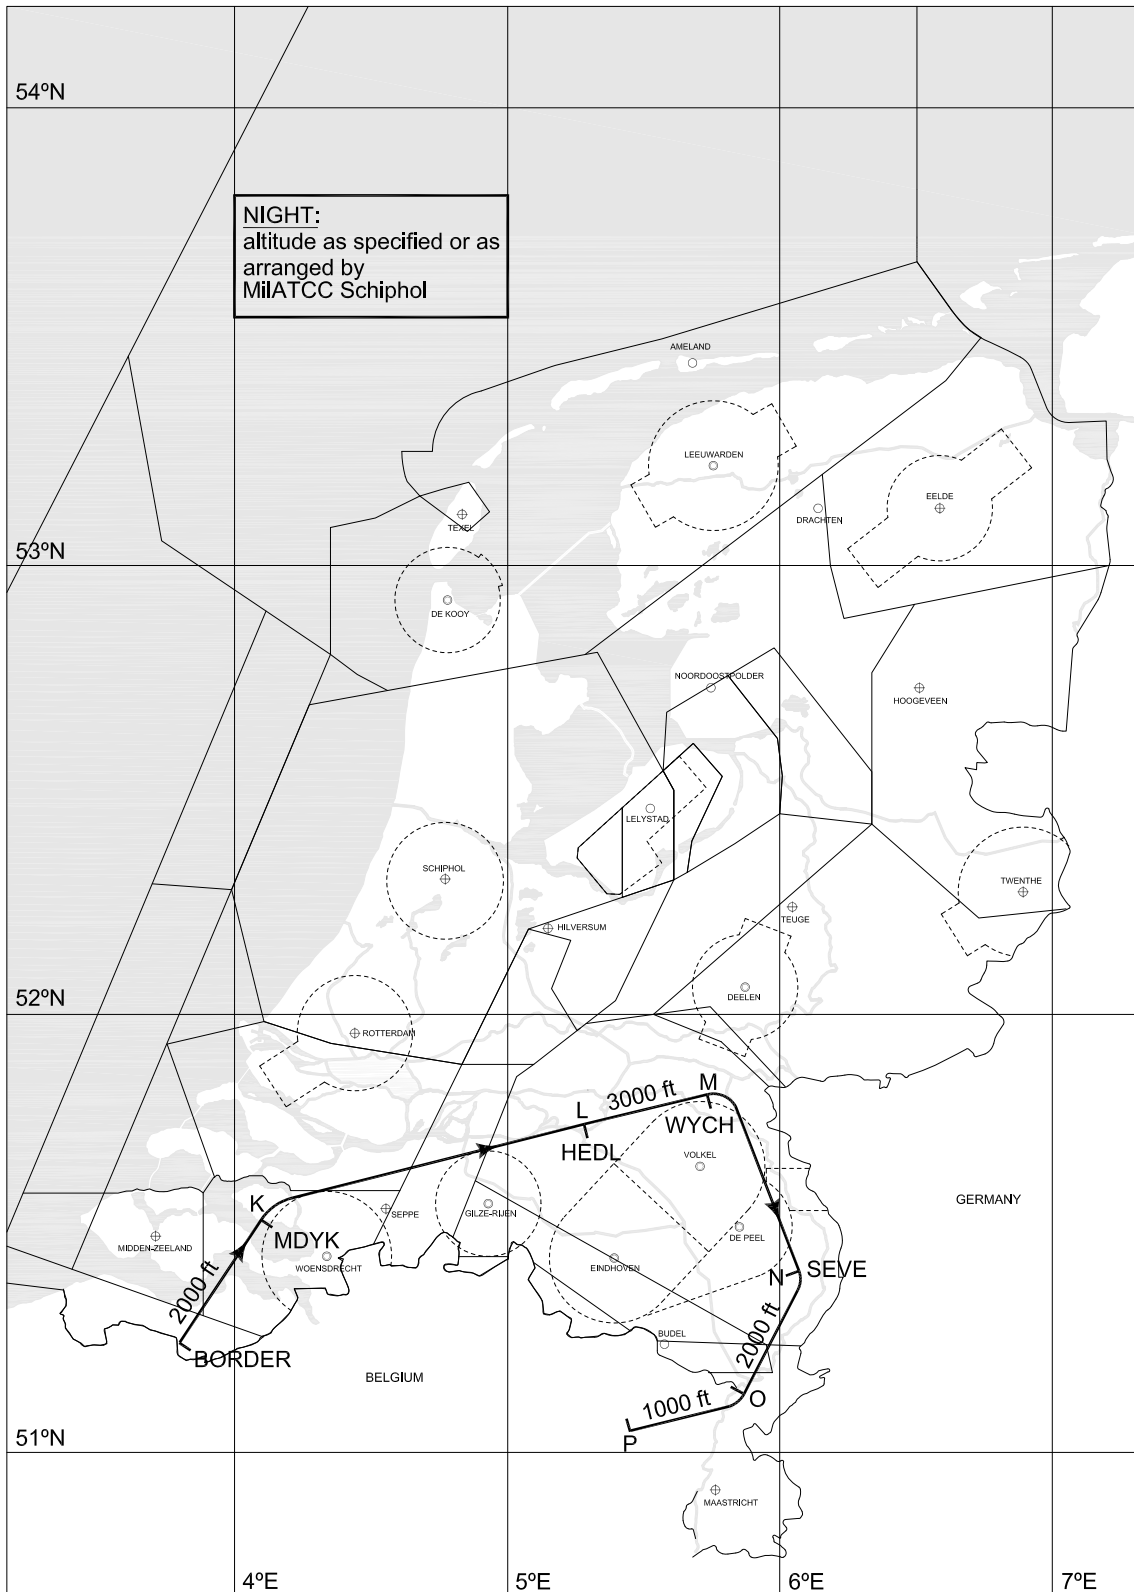 54ºN
NIGHT:
altitude as specified or as
arranged by
MilATCC Schiphol
AMELAND
LEEUWARDEN
EELDE
DRACHTEN
TEXEL
53ºN
DE KOOY
NOORDOOSTPOLDER
HOOGEVEEN
LELYSTAD
SCHIPHOL
TWENTHE
TEUGE
HILVERSUM
DEELEN
52ºN
ROTTERDAM
M
3000 ft
L
WYCH
HEDL
VOLKEL
GERMANY
K
SEPPE
GILZE-RIJEN
MDYK
MIDDEN-ZEELAND
DE PEEL
WOENSDRECHT
EINDHOVEN
N
SEVE
2000 ft
BUDEL
2000 ft
BORDER
BELGIUM
1000 ft
O
P
51ºN
MAASTRICHT
4ºE
5ºE
6ºE
7ºE